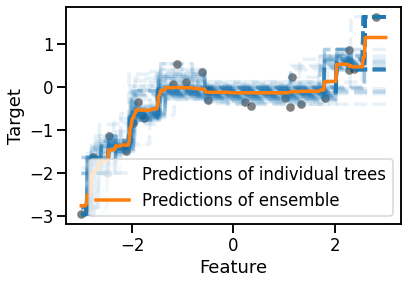 1
0
−1
−2
−3
Target
Predictions of individual trees
Predictions of ensemble
−2
0
2
Feature